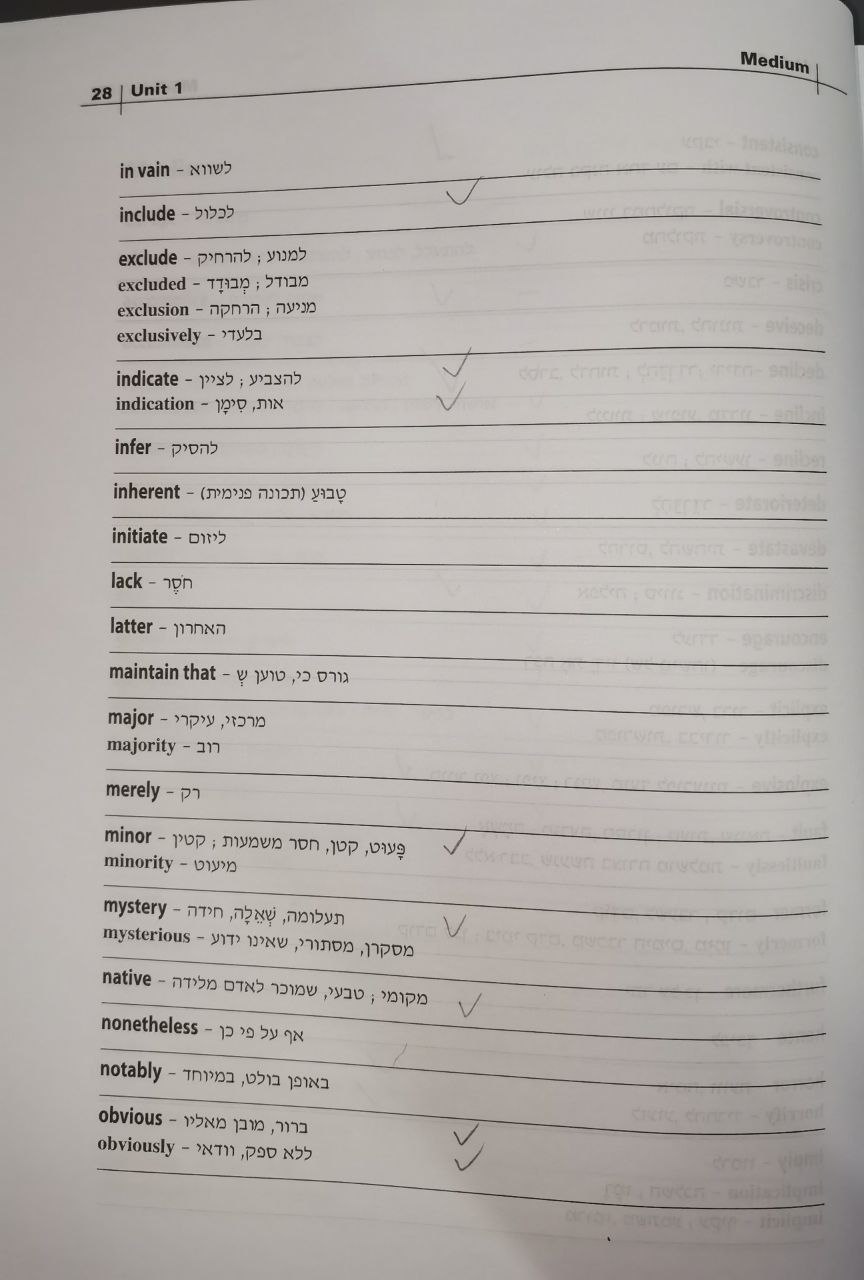 28 Unit 1
Medium
in vain – לשווא
include – לכלול
exclude – למנוע ; להרחיק
excluded – מבודל ; מְבוּדָד
exclusion – מניעה ; הרחקה
exclusively – בלעדי
indicate – להצביע ; לציין
indication – אות, סִימָן
infer – להסיק
inherent – טָבוּעַ (תכונה פנימית)
initiate – ליזום
lack – חֹסֶר
latter – האחרון
maintain that – גורס כי, טוען שְ
major – מרכזי, עיקרי
majority – רוב
merely – רק
minor – פָּעוּט, קטן, חסר משמעות ; קטין
minority – מיעוט
mystery – תעלומה, שְׁאֵלָה, חידה
mysterious – מסקרן, מסתורי, שאינו ידוע
native – מקומי ; טבעי, שמוכר לאדם מלידה
nonetheless – אף על פי כן
notably – באופן בולט, במיוחד
obvious – ברור, מובן מאליו
obviously – ללא ספק, וודאי